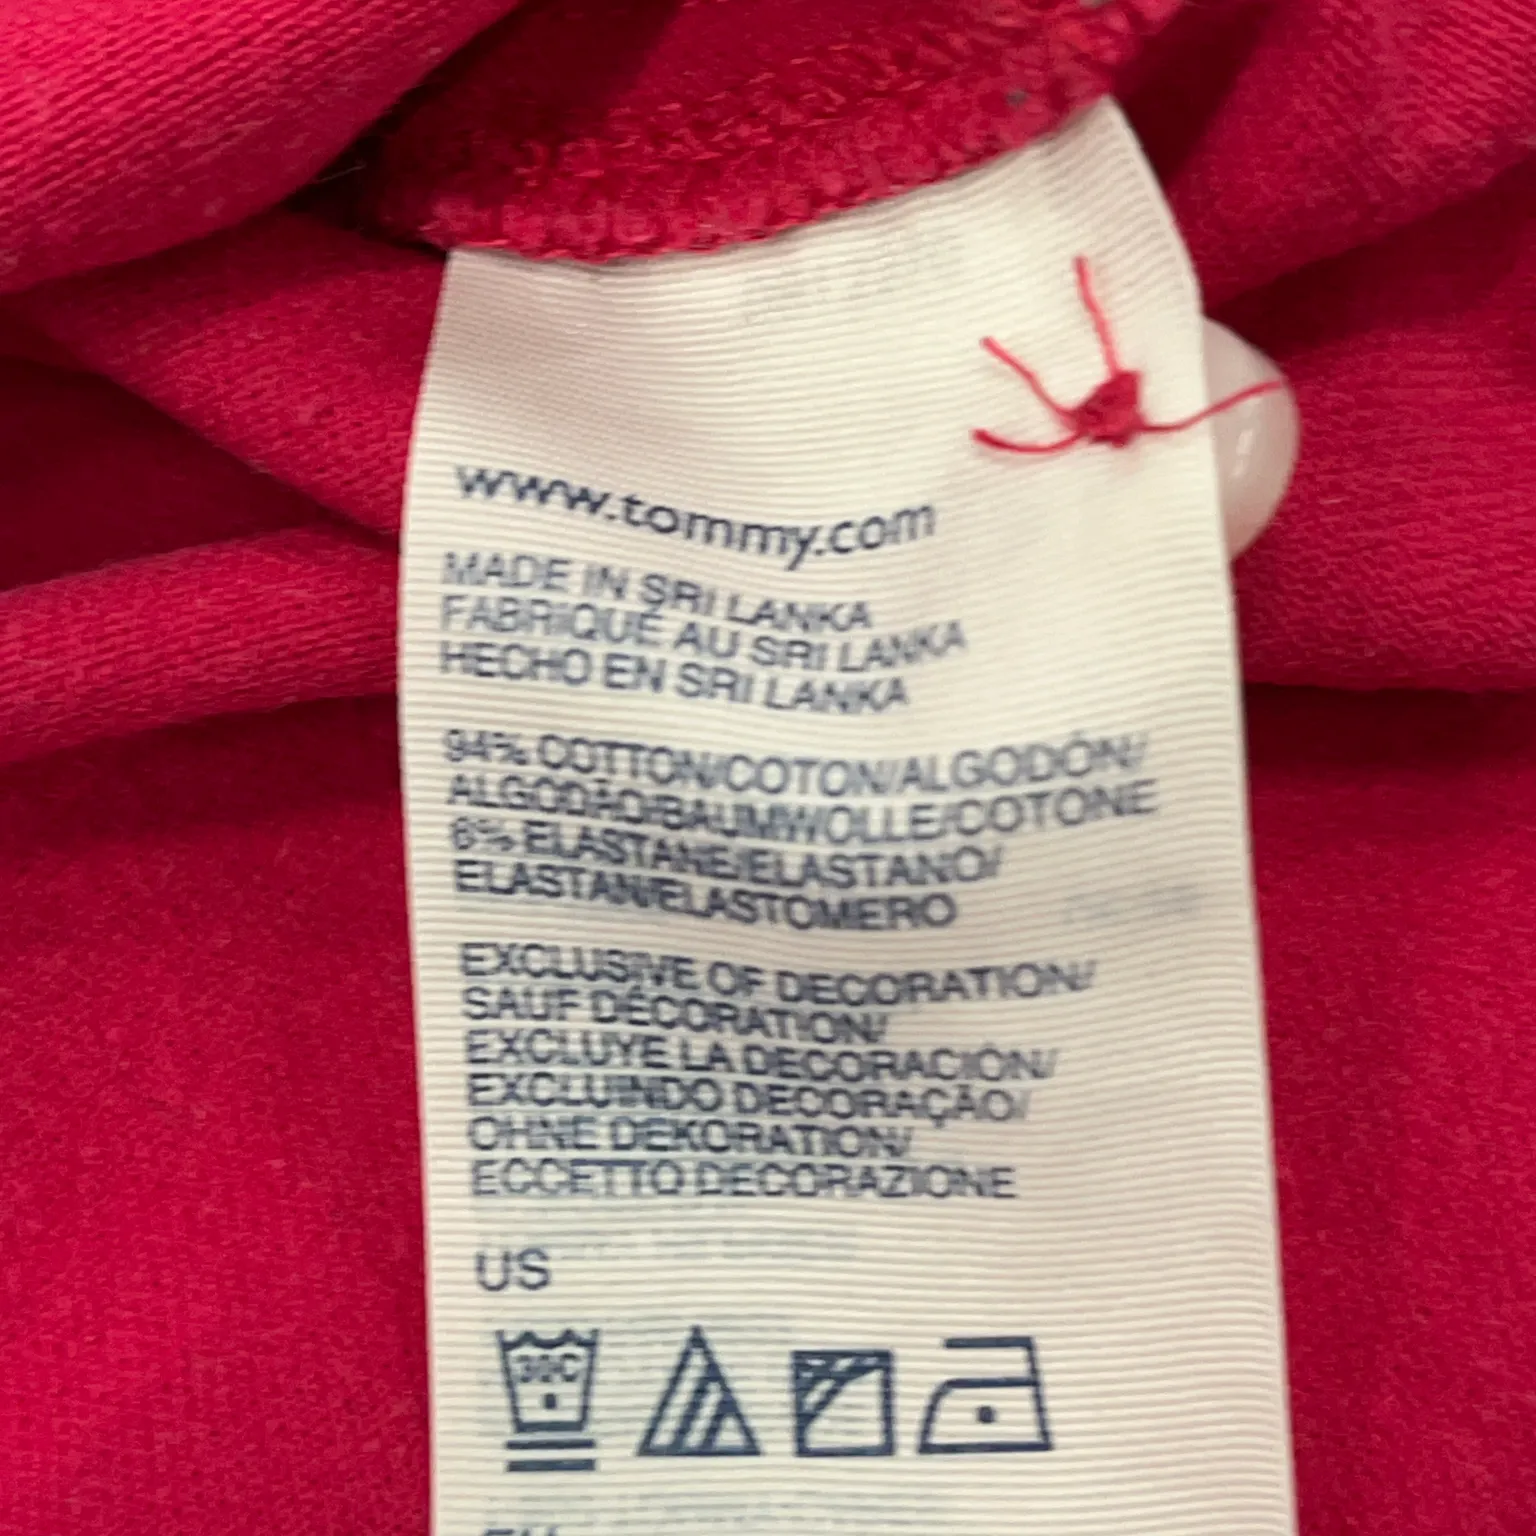 www.tommy.com
MADE IN SRI LANKA
FABRIQUÉ AU SRI LANKA
HECHO EN SRI LANKA
94% COTTON/COTON/ALGODÓN/
ALGODÃO/BAUMWOLLE/COTONE
6% ELASTANE/ELASTANO/
ELASTAN/ELASTOMERO
EXCLUSIVE OF DECORATION/
SAUF DÉCORATION/
EXCLUYE LA DECORACIÓN/
EXCLUINDO DECORAÇÃO/
OHNE DEKORATION/
ECCETTO DECORAZIONE
US
30C